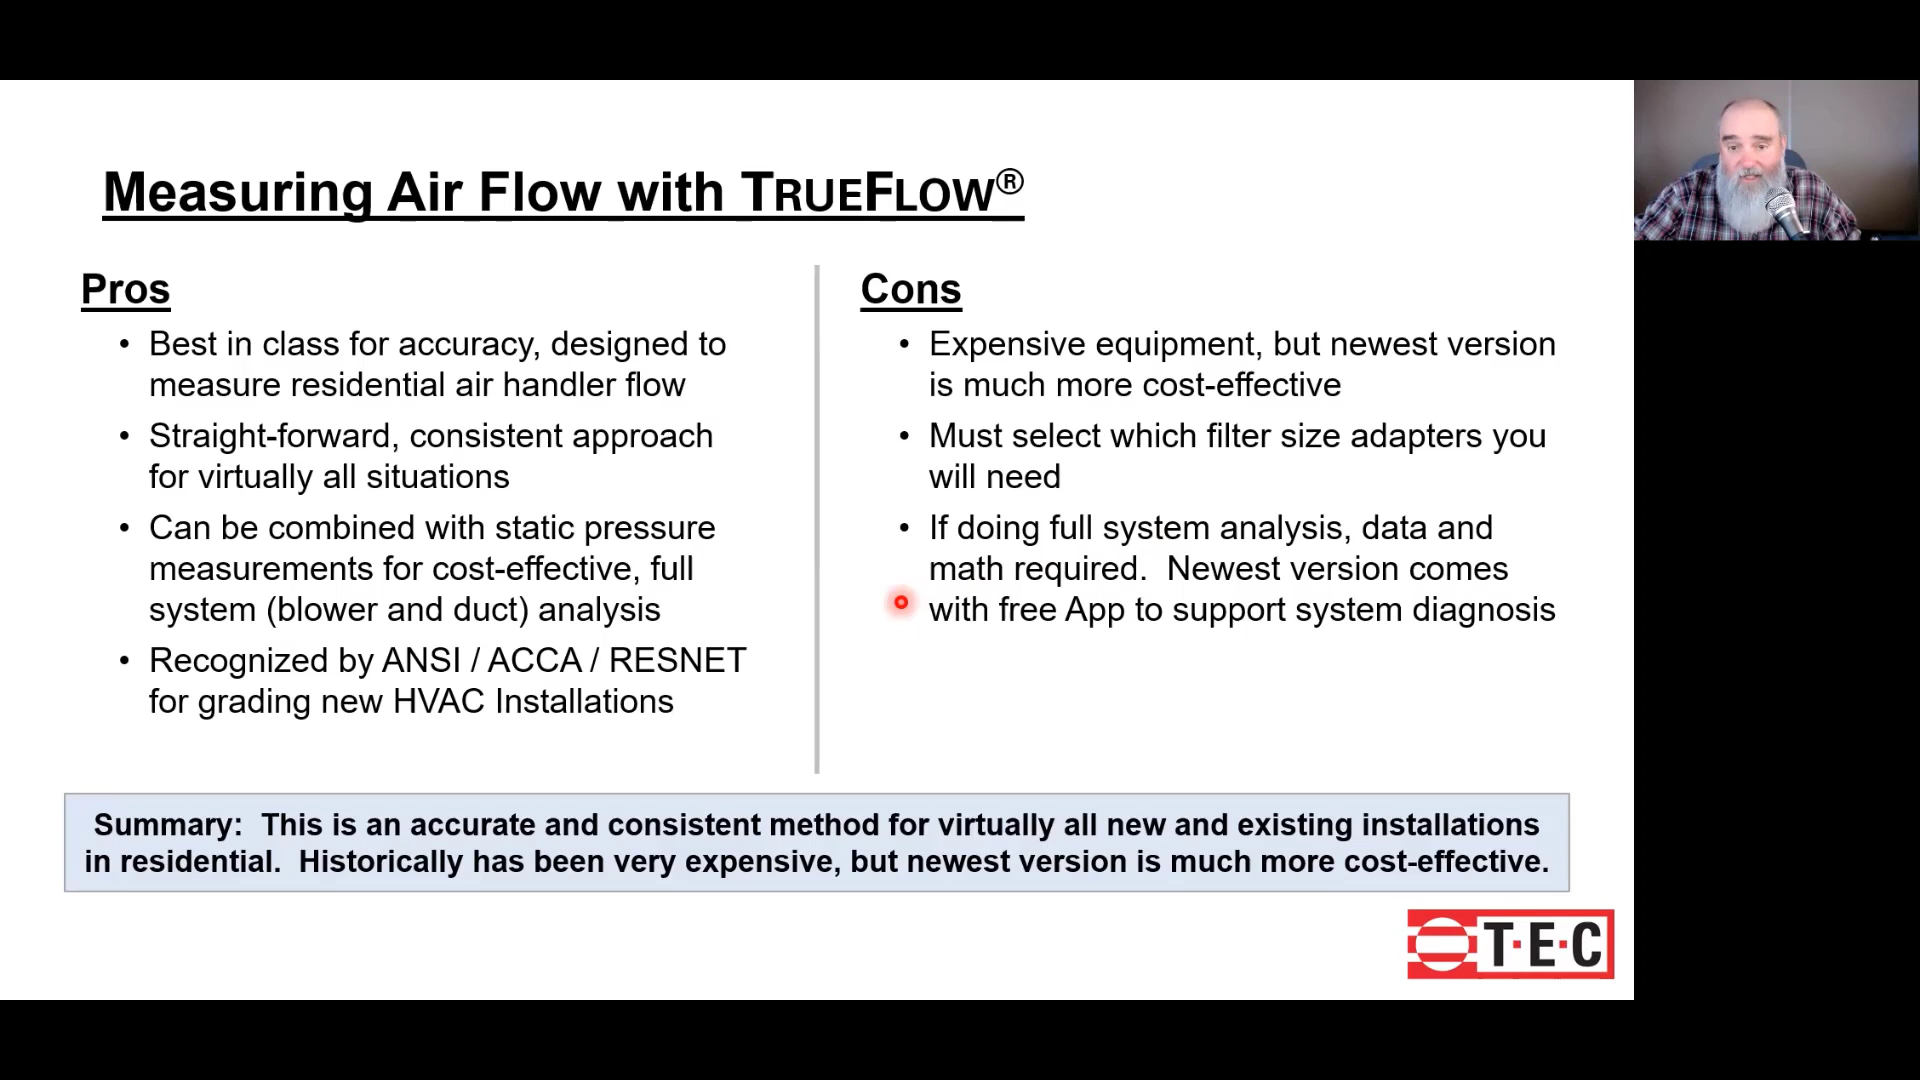 Measuring Air Flow with TRUEFLOW®
Pros
• Best in class for accuracy, designed to
measure residential air handler flow
• Straight-forward, consistent approach
for virtually all situations
• Can be combined with static pressure
measurements for cost-effective, full
system (blower and duct) analysis
• Recognized by ANSI / ACCA / RESNET
for grading new HVAC Installations
Cons
• Expensive equipment, but newest version
is much more cost-effective
• Must select which filter size adapters you
will need
• If doing full system analysis, data and
math required.  Newest version comes
with free App to support system diagnosis
Summary:  This is an accurate and consistent method for virtually all new and existing installations
in residential.  Historically has been very expensive, but newest version is much more cost-effective.
T·E·C